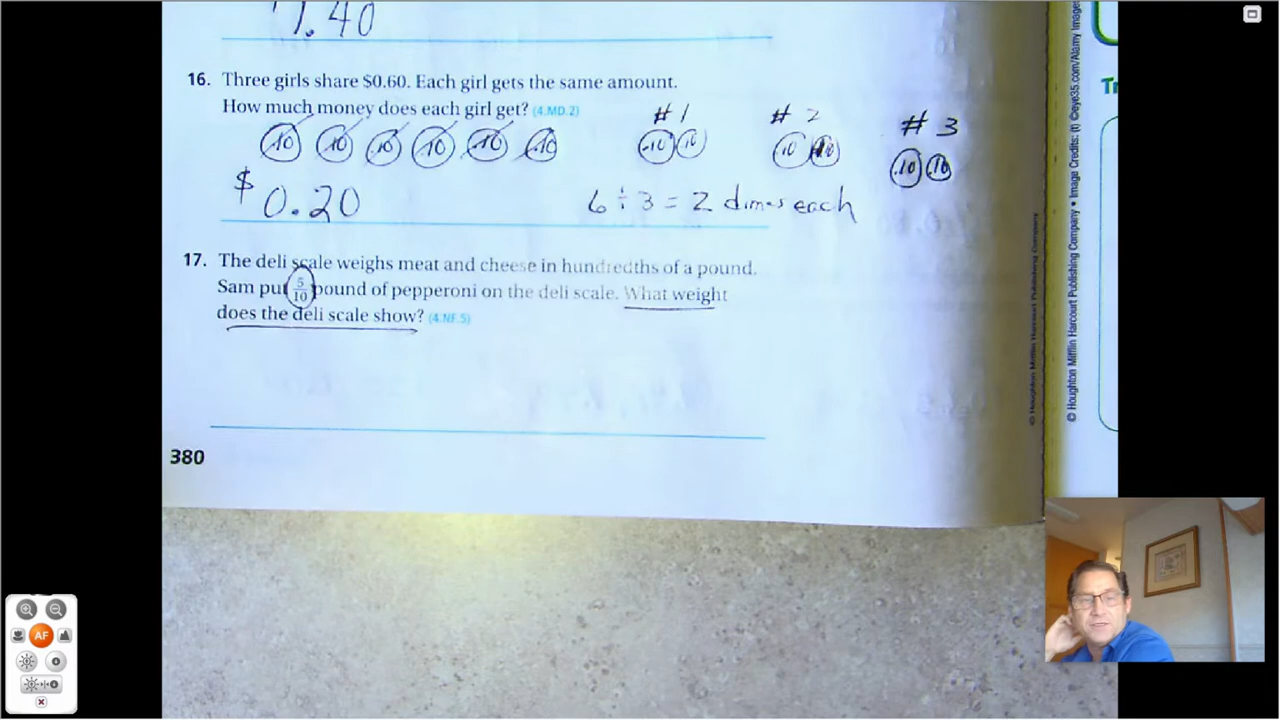 1.40
16. Three girls share $0.60. Each girl gets the same amount.
How much money does each girl get? (4.MD.2)
.10 .10 .10 .10 .10 .10
#1 #2 #3
.10 10 10 10 .10 .10
$0.20
6 ÷ 3 = 2 dimes each
17. The deli scale weighs meat and cheese in hundredths of a pound.
Sam put 5/10 pound of pepperoni on the deli scale. What weight
does the deli scale show? (4.NF.5)
380
© Houghton Mifflin Harcourt Publishing Company
© Houghton Mifflin Harcourt Publishing Company • Image Credits: (t) ©eye35.com/Alamy Images
AF